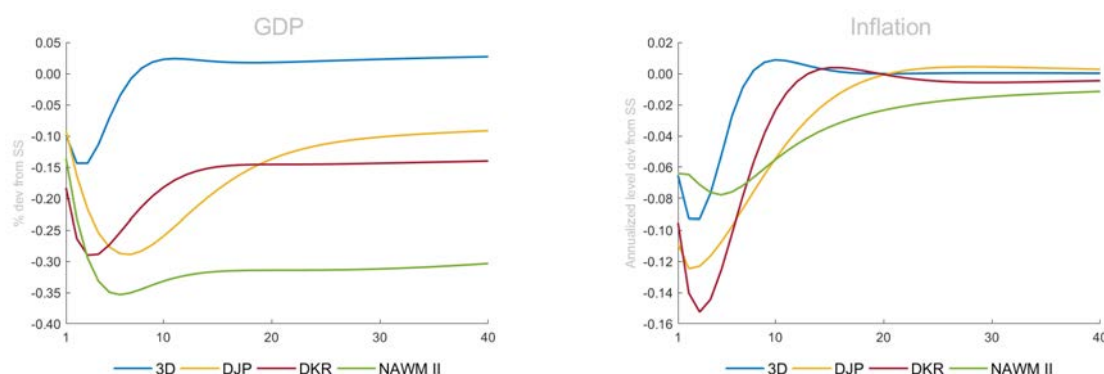 GDP
% dev from SS
0.05
0.00
-0.05
-0.10
-0.15
-0.20
-0.25
-0.30
-0.35
-0.40
1 10 20 30 40
3D DJP DKR NAWM II
Inflation
Annualized level dev from SS
0.02
0.00
-0.02
-0.04
-0.06
-0.08
-0.10
-0.12
-0.14
-0.16
1 10 20 30 40
3D DJP DKR NAWM II